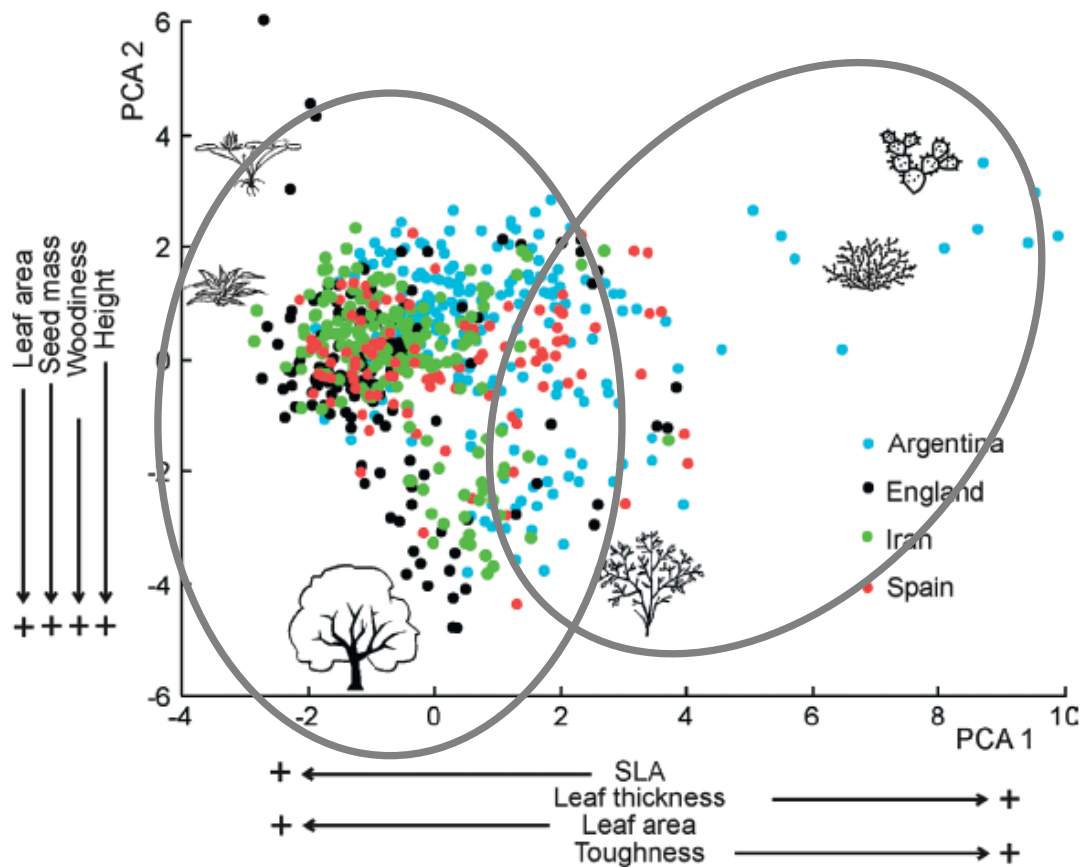 6
PCA 2
4
2
0
-2
-4
-6
Leaf area
Seed mass
Woodiness
Height
+ + + +
Argentina
England
Iran
Spain
-4 -2 0 2 4 6 8 10
PCA 1
+ SLA
Leaf thickness +
+ Leaf area
Toughness +